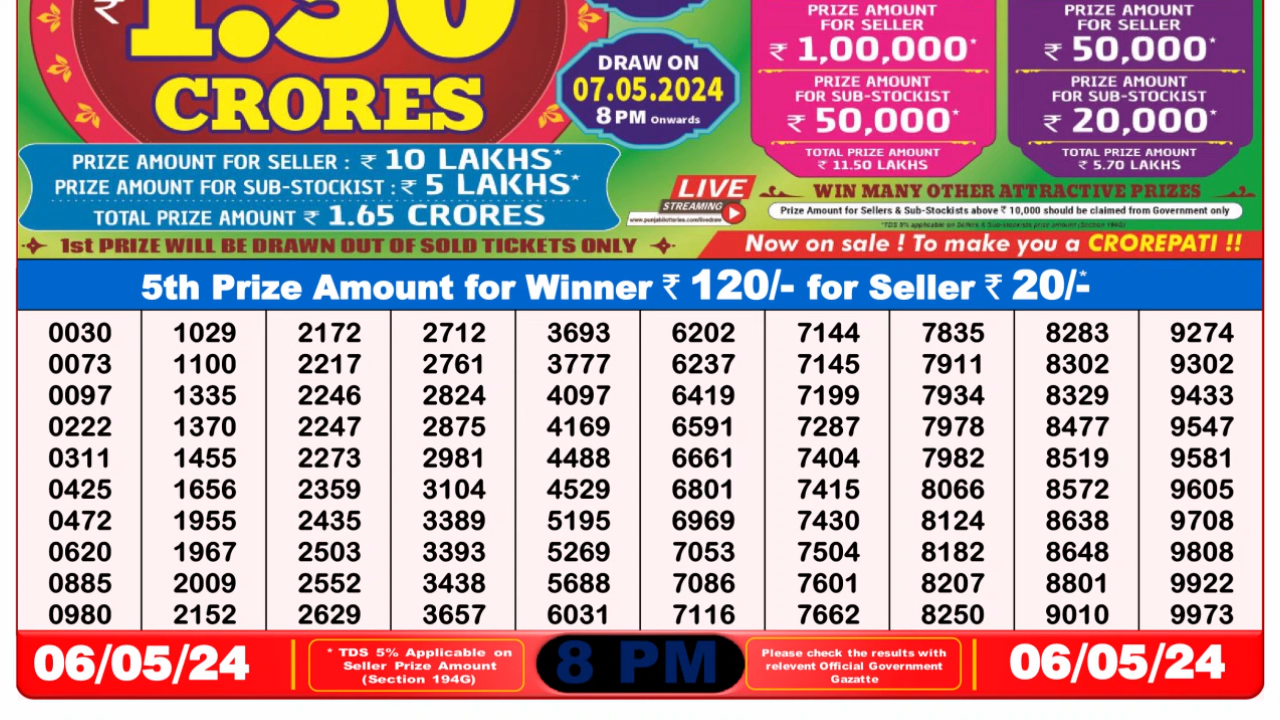 ₹ 1.50
CRORES
PRIZE AMOUNT FOR SELLER : ₹ 10 LAKHS*
PRIZE AMOUNT FOR SUB-STOCKIST : ₹ 5 LAKHS*
TOTAL PRIZE AMOUNT ₹ 1.65 CRORES
DRAW ON
07.05.2024
8 PM Onwards
PRIZE AMOUNT
FOR SELLER
₹ 1,00,000*
PRIZE AMOUNT
FOR SUB-STOCKIST
₹ 50,000*
TOTAL PRIZE AMOUNT
₹ 11.50 LAKHS
PRIZE AMOUNT
FOR SELLER
₹ 50,000*
PRIZE AMOUNT
FOR SUB-STOCKIST
₹ 20,000*
TOTAL PRIZE AMOUNT
₹ 5.70 LAKHS
LIVE
STREAMING
www.punjablotteries.com/livedraw
WIN MANY OTHER ATTRACTIVE PRIZES
Prize Amount for Sellers & Sub-Stockists above ₹ 10,000 should be claimed from Government only
1st PRIZE WILL BE DRAWN OUT OF SOLD TICKETS ONLY
Now on sale ! To make you a CROREPATI !!
5th Prize Amount for Winner ₹ 120/- for Seller ₹ 20/-*
0030 1029 2172 2712 3693 6202 7144 7835 8283 9274
0073 1100 2217 2761 3777 6237 7145 7911 8302 9302
0097 1335 2246 2824 4097 6419 7199 7934 8329 9433
0222 1370 2247 2875 4169 6591 7287 7978 8477 9547
0311 1455 2273 2981 4488 6661 7404 7982 8519 9581
0425 1656 2359 3104 4529 6801 7415 8066 8572 9605
0472 1955 2435 3389 5195 6969 7430 8124 8638 9708
0620 1967 2503 3393 5269 7053 7504 8182 8648 9808
0885 2009 2552 3438 5688 7086 7601 8207 8801 9922
0980 2152 2629 3657 6031 7116 7662 8250 9010 9973
06/05/24
* TDS 5% Applicable on
Seller Prize Amount
(Section 194G)
8 PM
Please check the results with
relevent Official Government
Gazatte
06/05/24